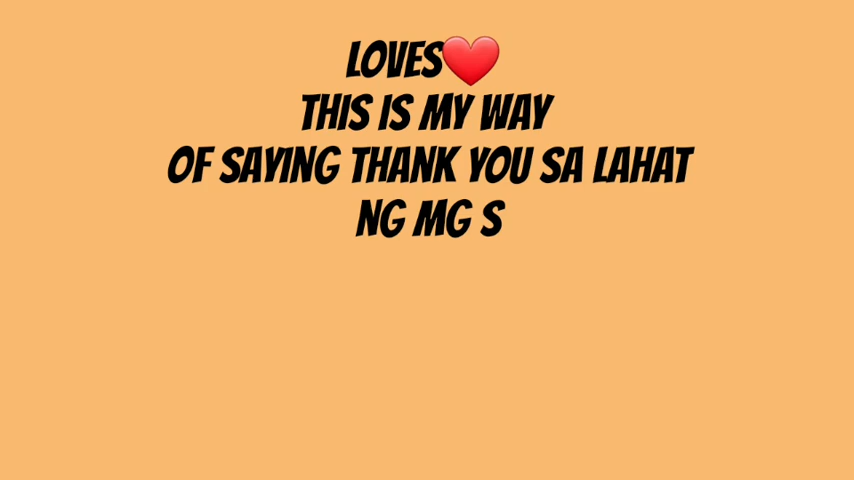 LOVES❤️
THIS IS MY WAY
OF SAYING THANK YOU SA LAHAT
NG MG S